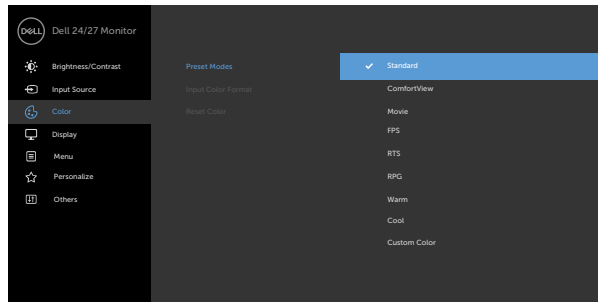 DELL Dell 24/27 Monitor
Brightness/Contrast
Input Source
Color
Display
Menu
Personalize
Others
Preset Modes
Input Color Format
Reset Color
Standard
ComfortView
Movie
FPS
RTS
RPG
Warm
Cool
Custom Color